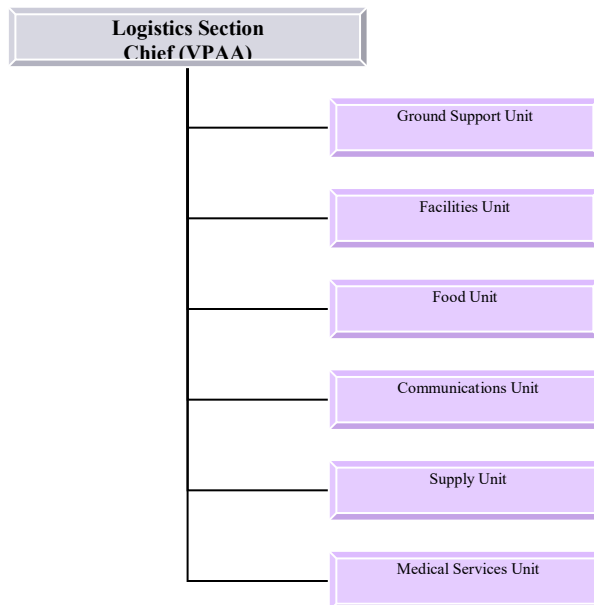 Logistics Section
Chief (VPAA)
Ground Support Unit
Facilities Unit
Food Unit
Communications Unit
Supply Unit
Medical Services Unit